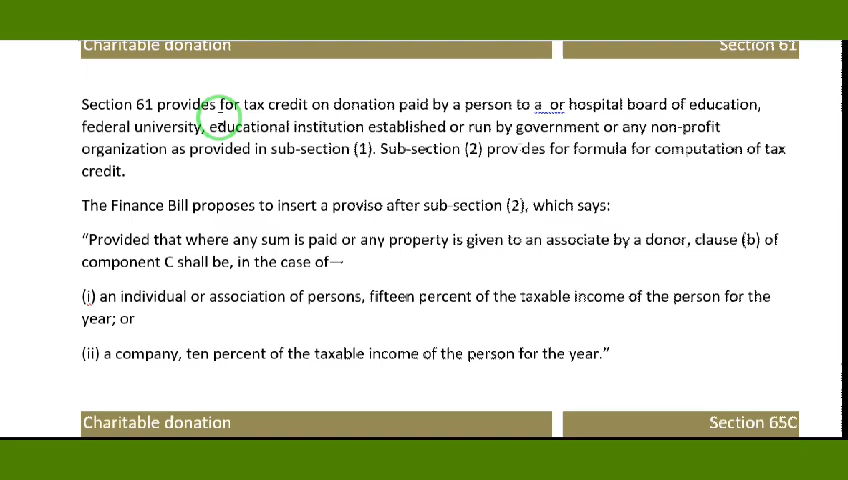 Charitable donation Section 61
Section 61 provides for tax credit on donation paid by a person to a  or hospital board of education,
federal university, educational institution established or run by government or any non-profit
organization as provided in sub-section (1). Sub-section (2) provides for formula for computation of tax
credit.
The Finance Bill proposes to insert a proviso after sub-section (2), which says:
“Provided that where any sum is paid or any property is given to an associate by a donor, clause (b) of
component C shall be, in the case of—
(i) an individual or association of persons, fifteen percent of the taxable income of the person for the
year; or
(ii) a company, ten percent of the taxable income of the person for the year.”
Charitable donation Section 65C